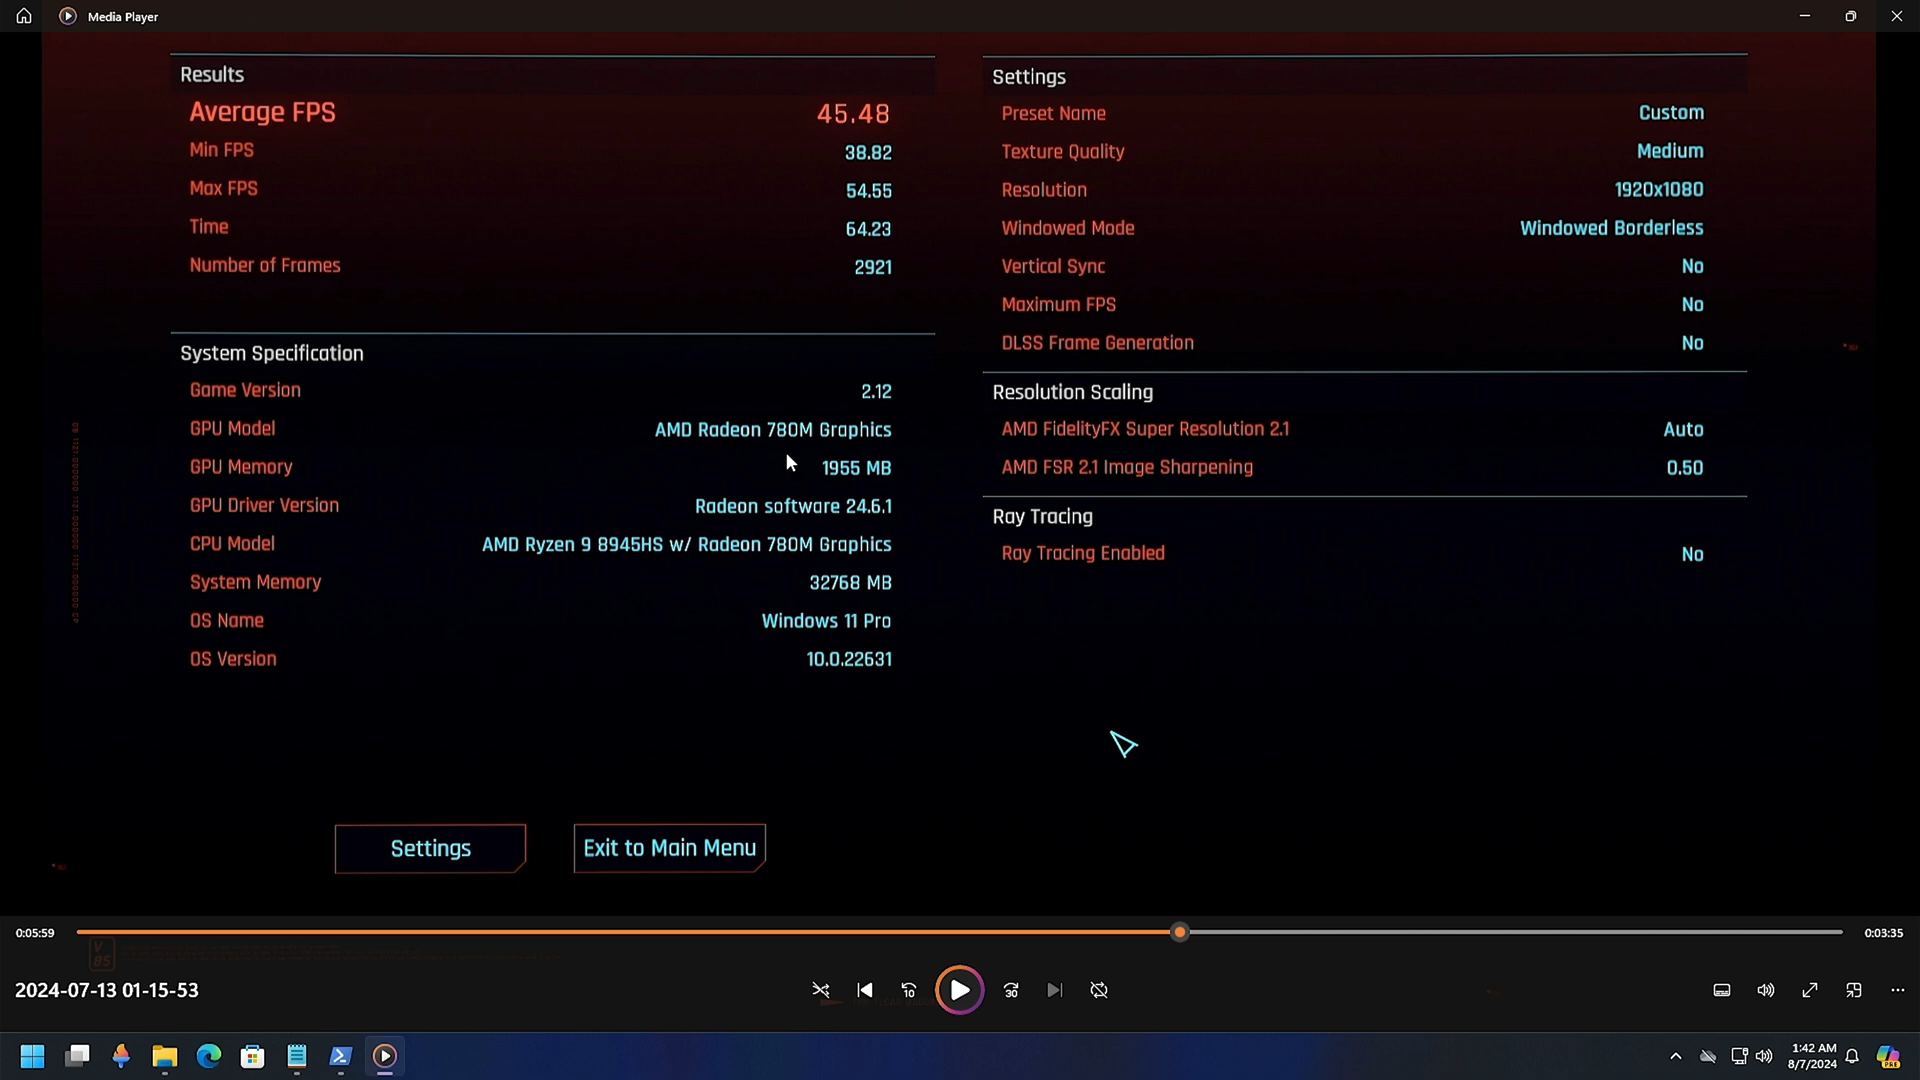 Media Player
Results
Average FPS 45.48
Min FPS 38.82
Max FPS 54.55
Time 64.23
Number of Frames 2921
System Specification
Game Version 2.12
GPU Model AMD Radeon 780M Graphics
GPU Memory 1955 MB
GPU Driver Version Radeon software 24.6.1
CPU Model AMD Ryzen 9 8945HS w/ Radeon 780M Graphics
System Memory 32768 MB
OS Name Windows 11 Pro
OS Version 10.0.22631
Settings
Preset Name Custom
Texture Quality Medium
Resolution 1920x1080
Windowed Mode Windowed Borderless
Vertical Sync No
Maximum FPS No
DLSS Frame Generation No
Resolution Scaling
AMD FidelityFX Super Resolution 2.1 Auto
AMD FSR 2.1 Image Sharpening 0.50
Ray Tracing
Ray Tracing Enabled No
Settings
Exit to Main Menu
0:05:59
0:03:35
V
85
2024-07-13 01-15-53
10
30
1:42 AM
8/7/2024
PRE